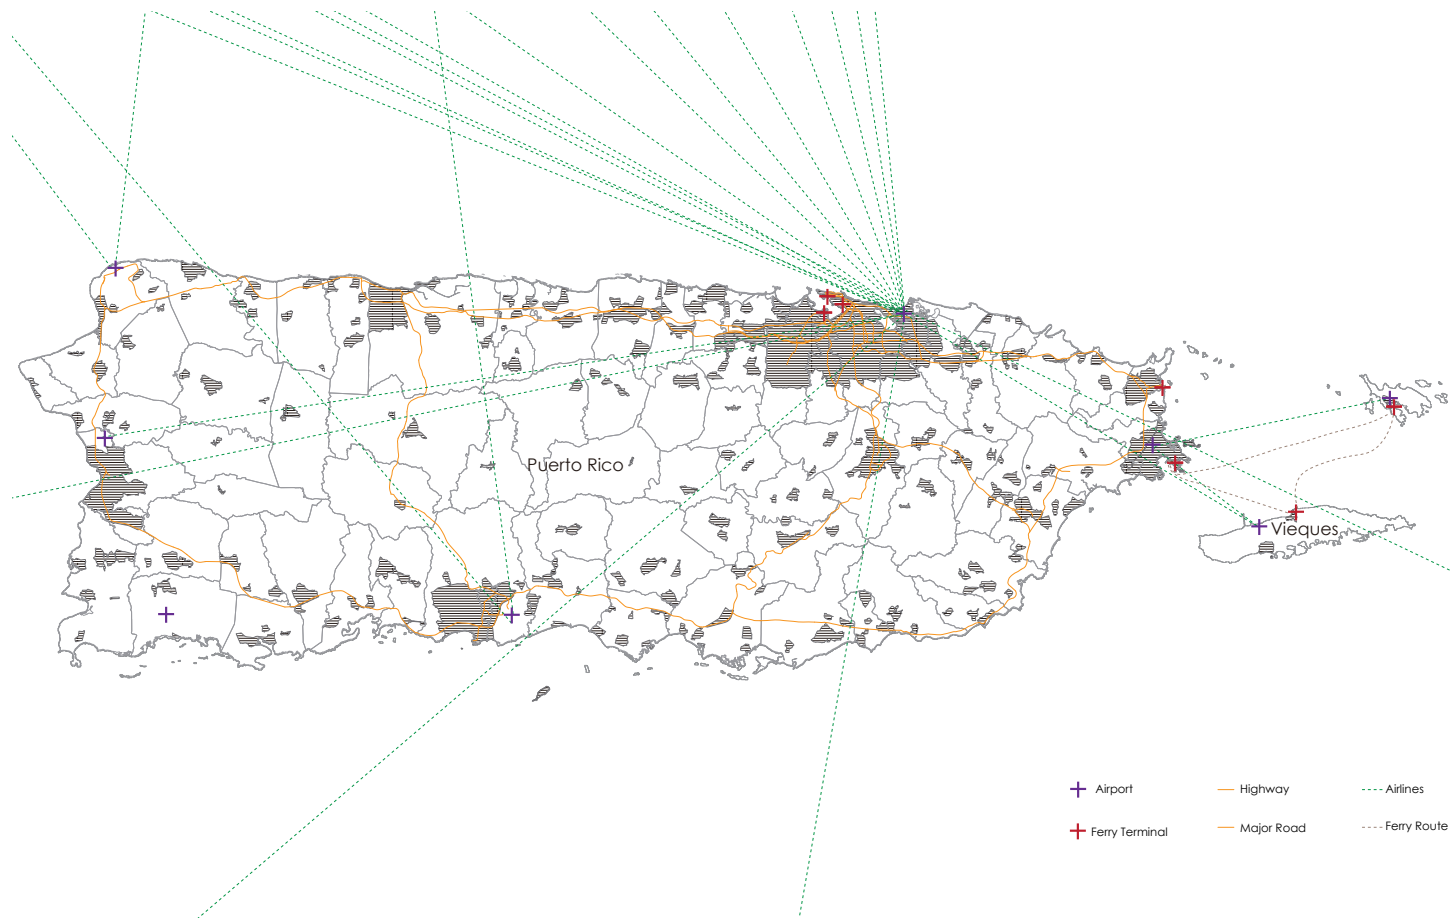 Puerto Rico
Vieques
Airport
Highway
Airlines
Ferry Terminal
Major Road
Ferry Route